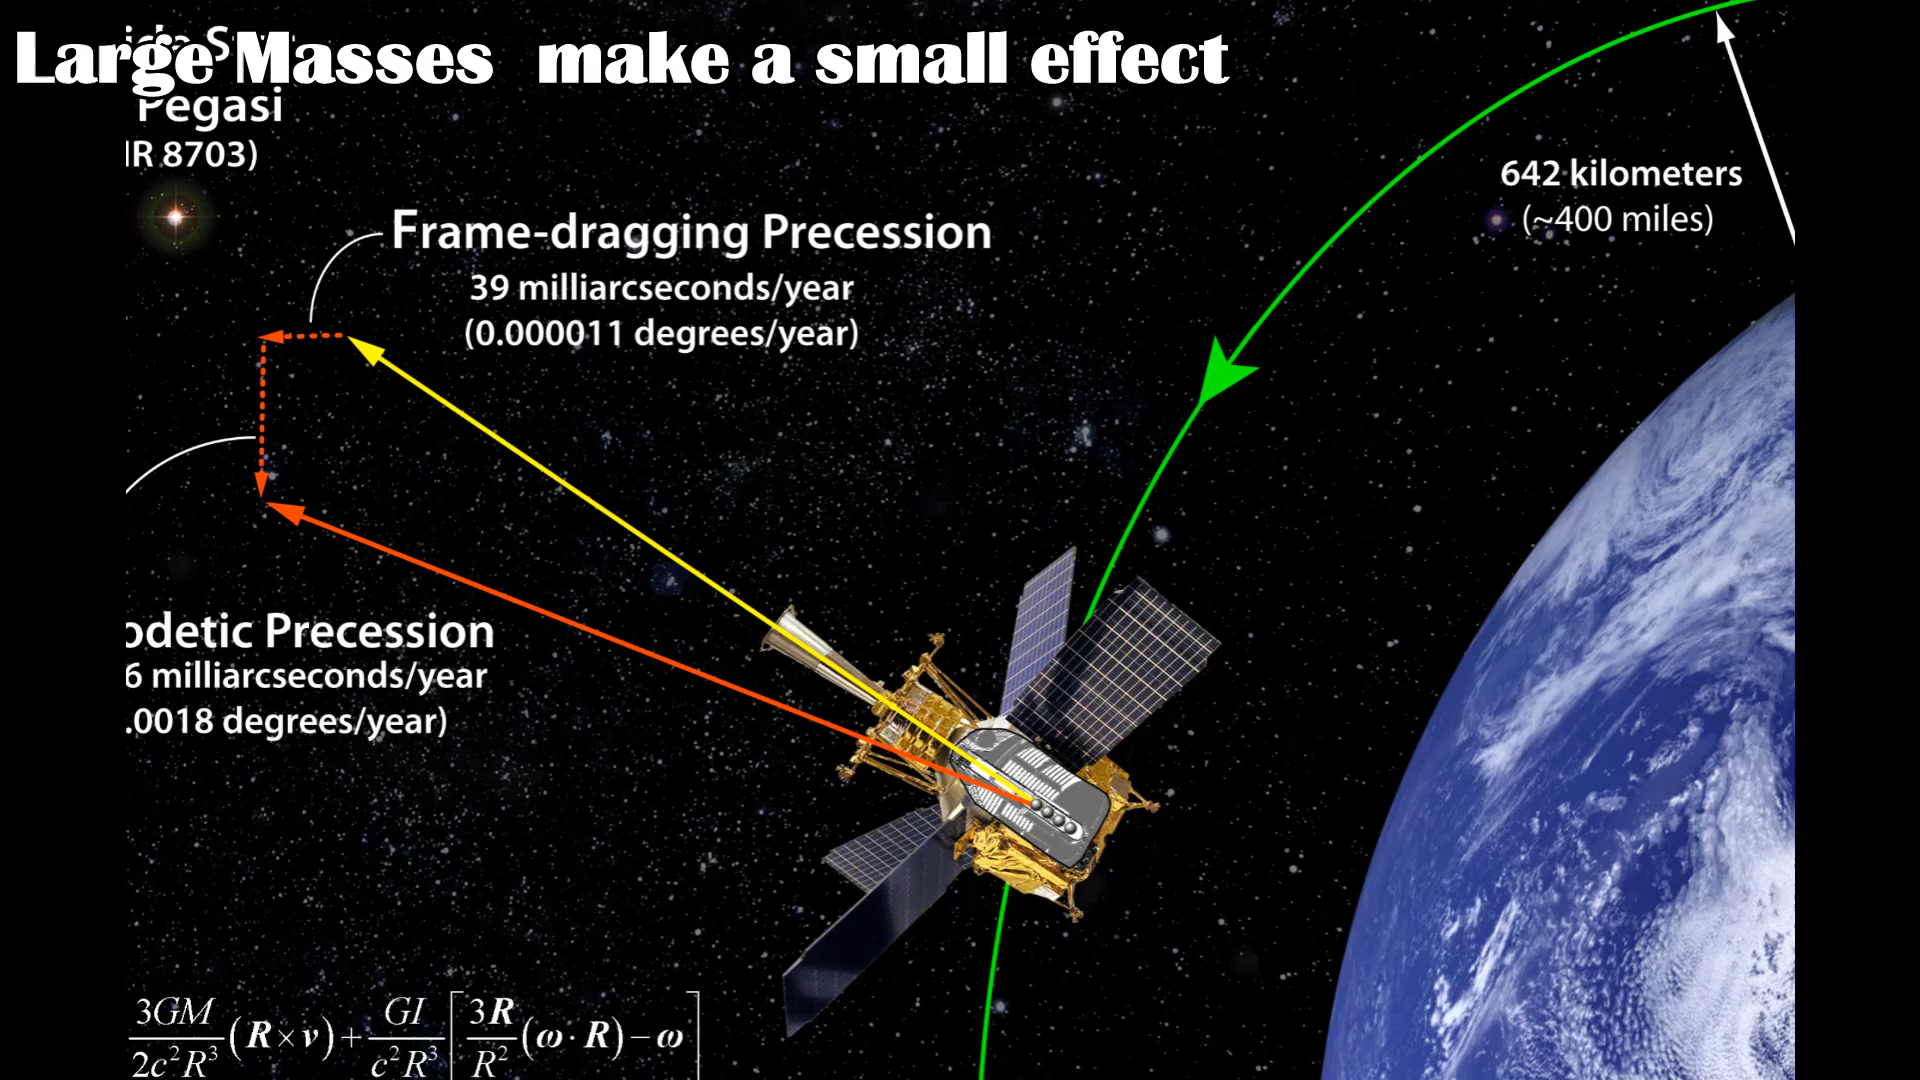 Large Masses make a small effect
Pegasi
IR 8703)
Frame-dragging Precession
39 milliarcseconds/year
(0.000011 degrees/year)
642 kilometers
(~400 miles)
odetic Precession
6 milliarcseconds/year
.0018 degrees/year)
3GM/2c²R³ (R × v) + GI/c²R³ [3R/R² (ω · R) − ω]